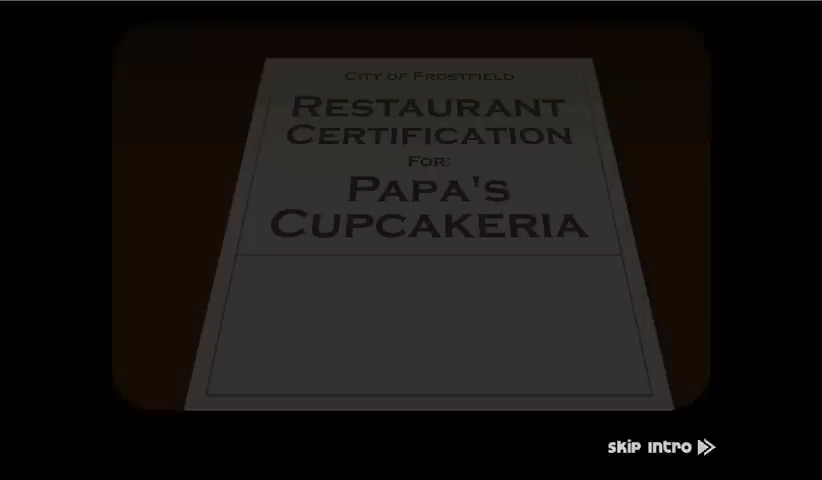 City of Frostfield
Restaurant
Certification
For:
Papa's
Cupcakeria
skip intro